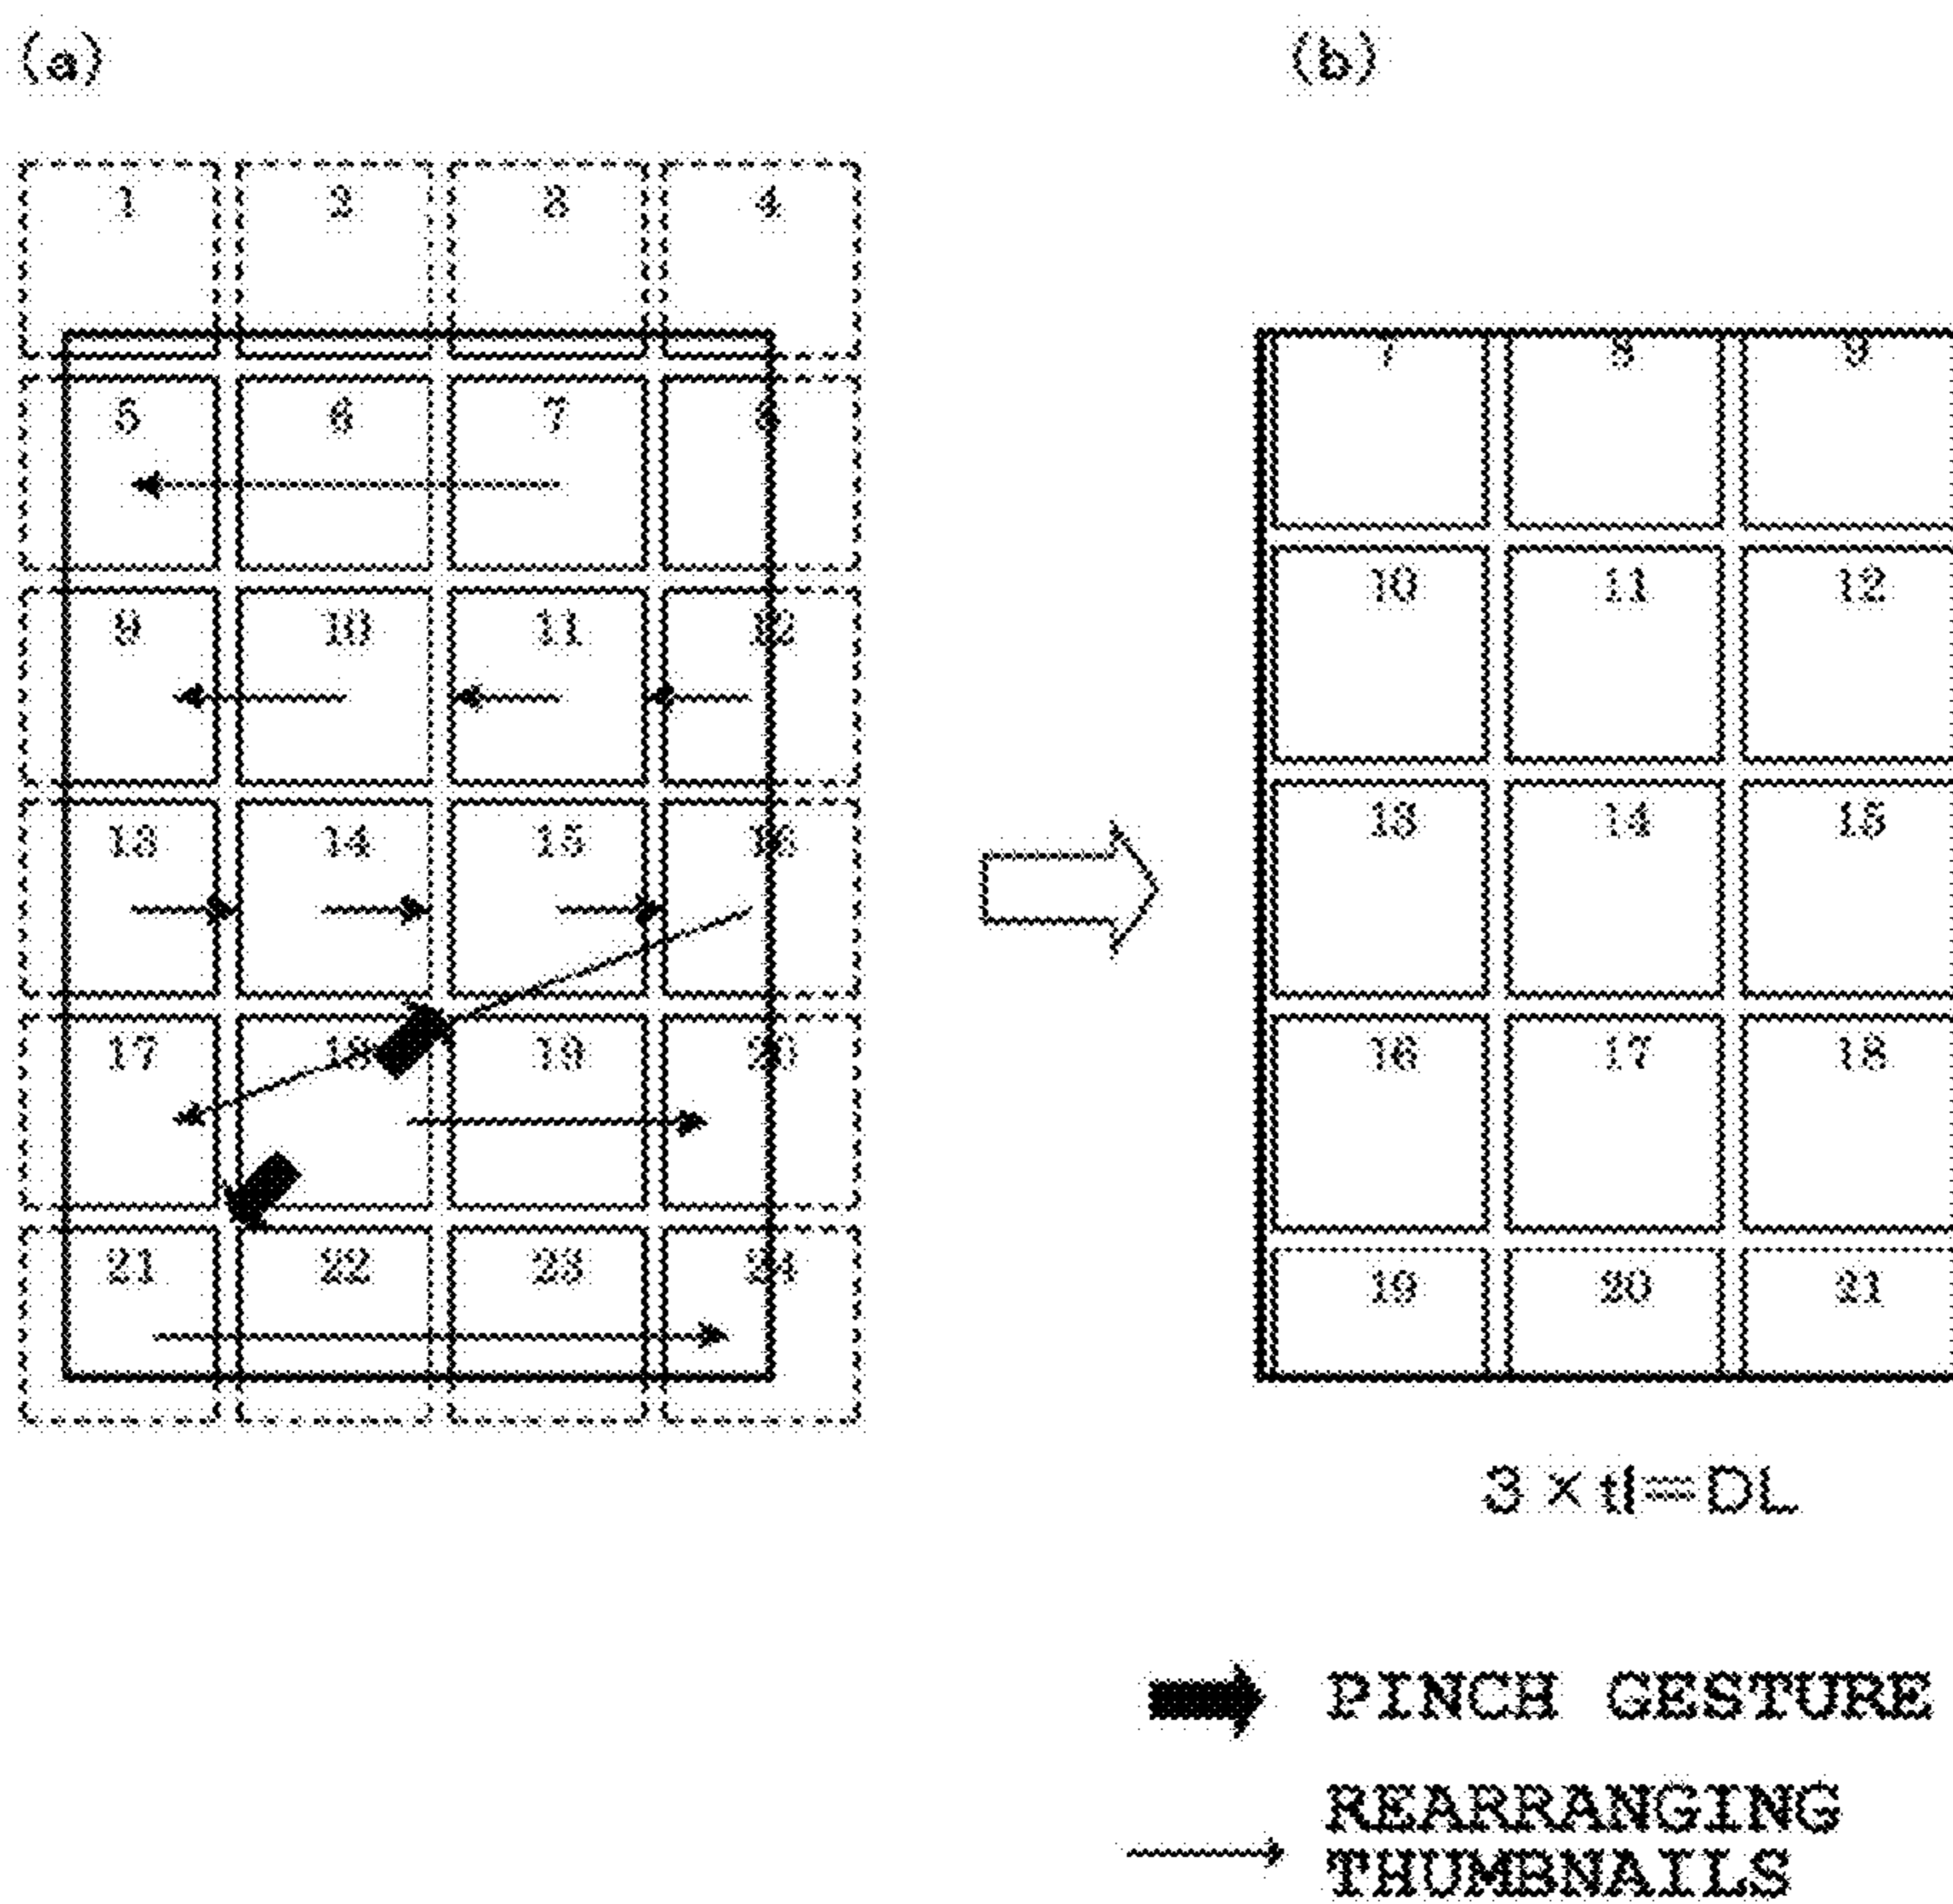 (a)
(b)
1 2 3 4
5 6 7 8
9 10 11 12
13 14 15 16
17 18 19 20
21 22 23 24
7 8 9
10 11 12
13 14 15
16 17 18
19 20 21
3 × tl=DL
PINCH GESTURE
REARRANGING
THUMBNAILS